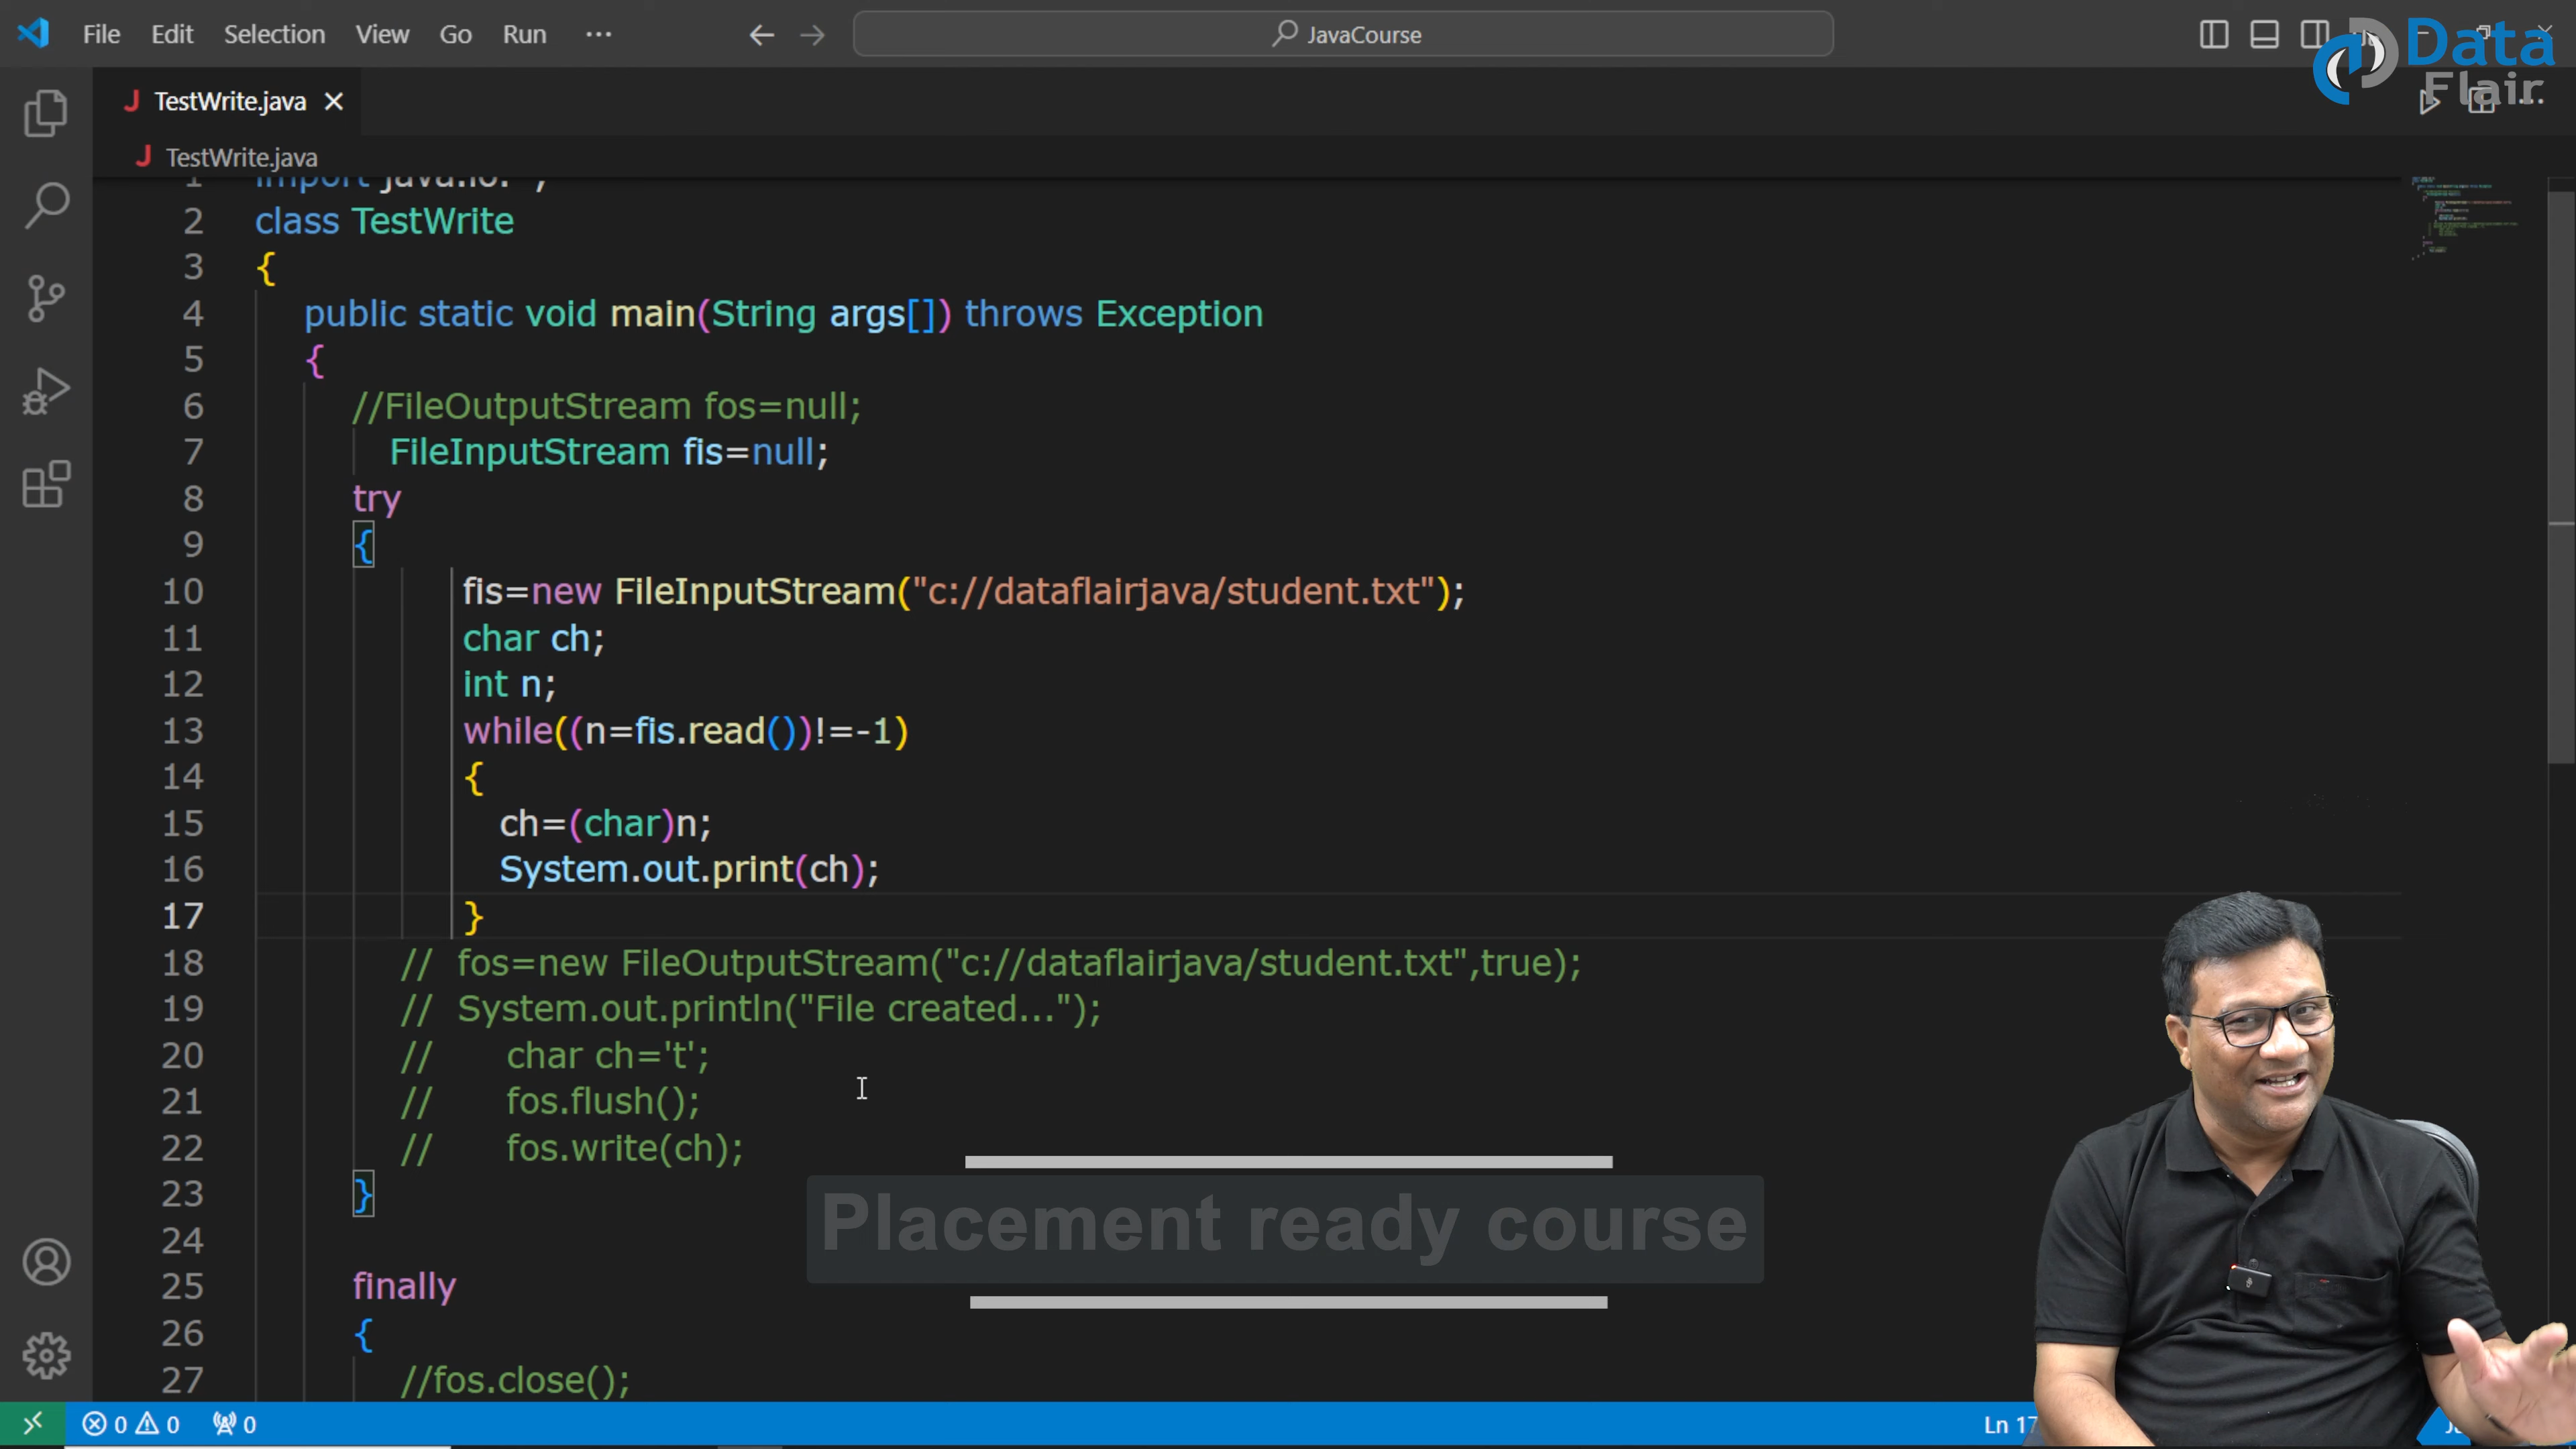 File Edit Selection View Go Run ···
JavaCourse
Data
Flair
TestWrite.java
TestWrite.java
1 import java.io.
2 class TestWrite
3 {
4 public static void main(String args[]) throws Exception
5 {
6 //FileOutputStream fos=null;
7 FileInputStream fis=null;
8 try
9 {
10 fis=new FileInputStream("c://dataflairjava/student.txt");
11 char ch;
12 int n;
13 while((n=fis.read())!=-1)
14 {
15 ch=(char)n;
16 System.out.print(ch);
17 }
18 // fos=new FileOutputStream("c://dataflairjava/student.txt",true);
19 // System.out.println("File created...");
20 // char ch='t';
21 // fos.flush();
22 // fos.write(ch);
23 }
24
25 finally
26 {
27 //fos.close();
Placement ready course
0 0 0
Ln 17